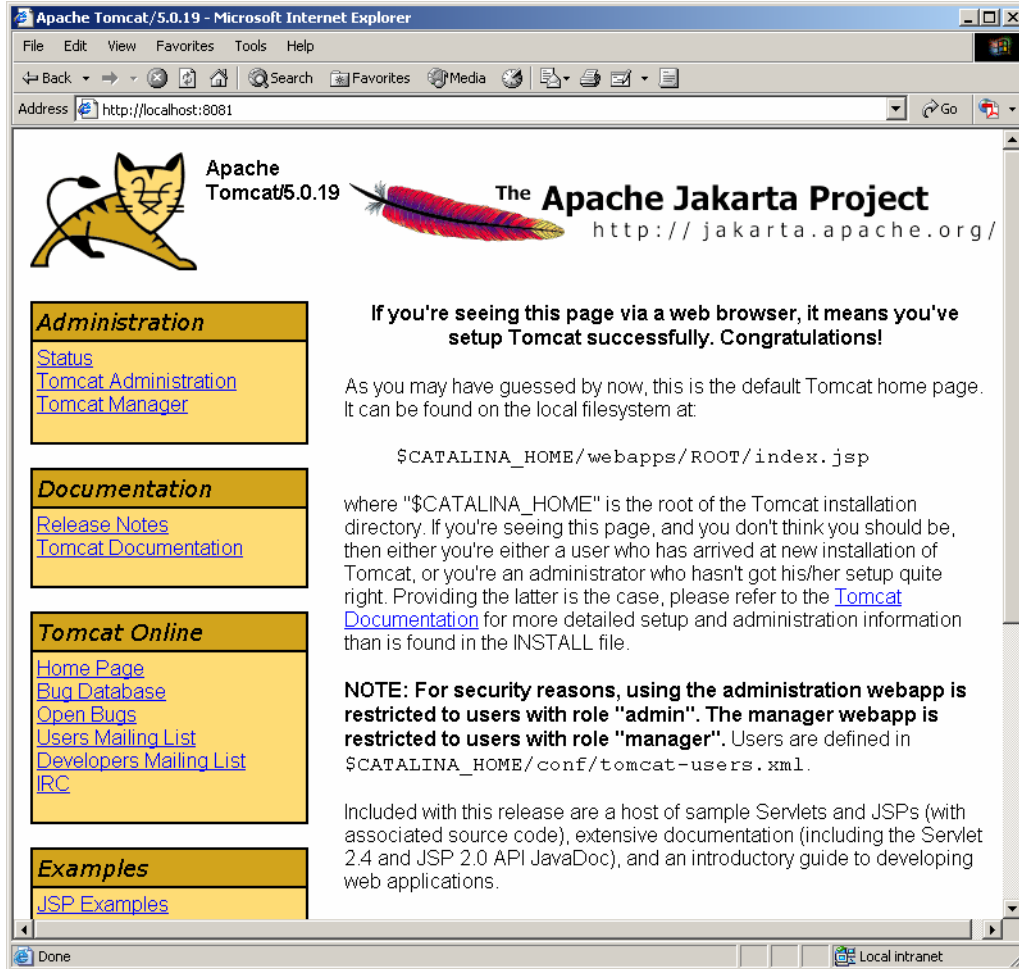 Apache Tomcat/5.0.19 - Microsoft Internet Explorer
File Edit View Favorites Tools Help
Back Search Favorites Media
Address http://localhost:8081 Go
Apache
Tomcat/5.0.19
The Apache Jakarta Project
http://jakarta.apache.org/
Administration
Status
Tomcat Administration
Tomcat Manager
Documentation
Release Notes
Tomcat Documentation
Tomcat Online
Home Page
Bug Database
Open Bugs
Users Mailing List
Developers Mailing List
IRC
Examples
JSP Examples
If you're seeing this page via a web browser, it means you've
setup Tomcat successfully. Congratulations!
As you may have guessed by now, this is the default Tomcat home page.
It can be found on the local filesystem at:
$CATALINA_HOME/webapps/ROOT/index.jsp
where "$CATALINA_HOME" is the root of the Tomcat installation
directory. If you're seeing this page, and you don't think you should be,
then either you're either a user who has arrived at new installation of
Tomcat, or you're an administrator who hasn't got his/her setup quite
right. Providing the latter is the case, please refer to the Tomcat
Documentation for more detailed setup and administration information
than is found in the INSTALL file.
NOTE: For security reasons, using the administration webapp is
restricted to users with role "admin". The manager webapp is
restricted to users with role "manager". Users are defined in
$CATALINA_HOME/conf/tomcat-users.xml.
Included with this release are a host of sample Servlets and JSPs (with
associated source code), extensive documentation (including the Servlet
2.4 and JSP 2.0 API JavaDoc), and an introductory guide to developing
web applications.
Done Local intranet